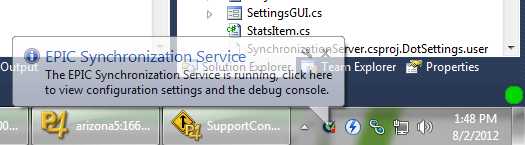 SettingsGUI.cs
StatsItem.cs
SynchronizationServer.csproj.DotSettings.user
EPIC Synchronization Service
The EPIC Synchronization Service is running, click here
to view configuration settings and the debug console.
Output
Solution Explorer
Team Explorer
Properties
00...
P4
arizona5:166...
P4
SupportCon...
1:48 PM
8/2/2012